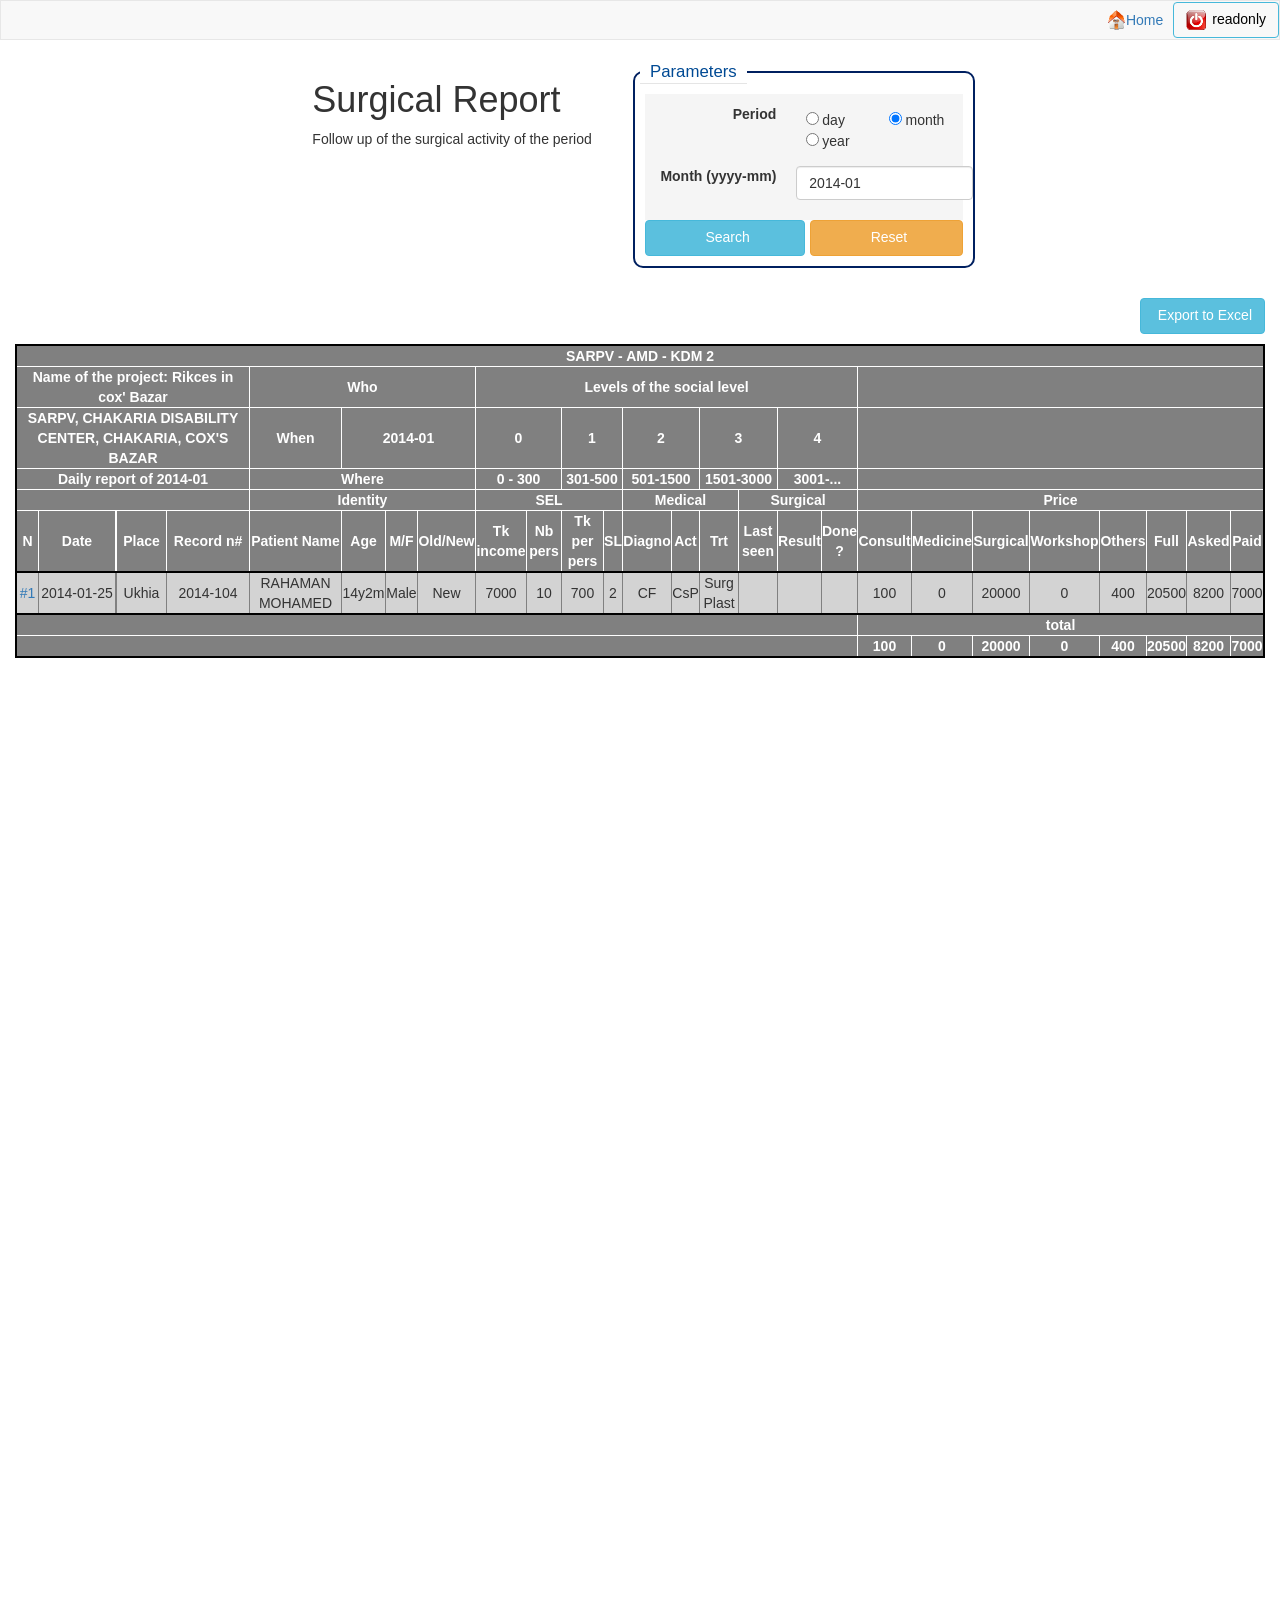 Home readonly
Parameters
Surgical Report
Follow up of the surgical activity of the period
Period day month
year
Month (yyyy-mm) 2014-01
Search Reset
Export to Excel
SARPV - AMD - KDM 2
Name of the project: Rikces in
cox' Bazar
Who Levels of the social level
SARPV, CHAKARIA DISABILITY
CENTER, CHAKARIA, COX'S
BAZAR
When 2014-01 0 1 2 3 4
Daily report of 2014-01 Where 0 - 300 301-500 501-1500 1501-3000 3001-...
Identity SEL Medical Surgical Price
N Date Place Record n# Patient Name Age M/F Old/New Tk income Nb pers Tk per pers SL Diagno Act Trt Last seen Result Done ? Consult Medicine Surgical Workshop Others Full Asked Paid
#1 2014-01-25 Ukhia 2014-104 RAHAMAN MOHAMED 14y2m Male New 7000 10 700 2 CF CsP Surg Plast 100 0 20000 0 400 20500 8200 7000
total
100 0 20000 0 400 20500 8200 7000